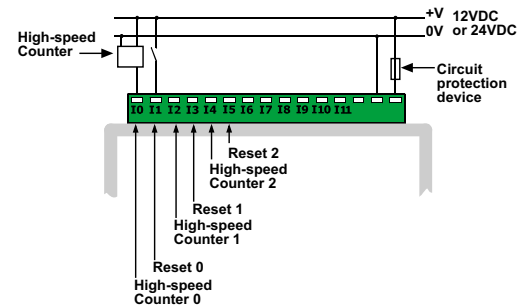 +V 12VDC
0V or 24VDC
High-speed
Counter
Circuit
protection
device
I0 I1 I2 I3 I4 I5 I6 I7 I8 I9 I10 I11
Reset 2
High-speed
Counter 2
Reset 1
High-speed
Counter 1
Reset 0
High-speed
Counter 0